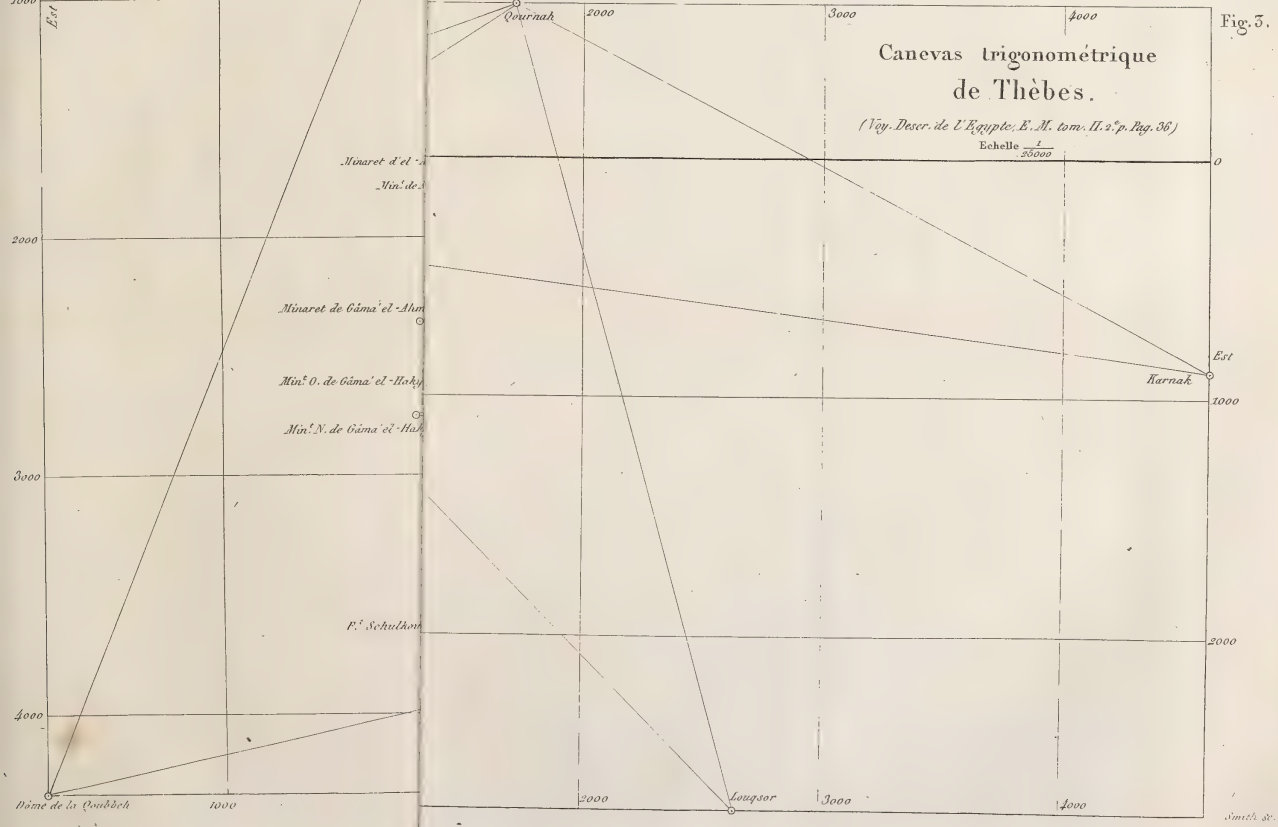 1000
Est
Minaret d'el-
Min.t de
2000
Minaret de Gâma' el-Ahm
Min.t O. de Gâma' el-Haky
Min.t N. de Gâma' el-Hak
3000
F.t Schulkou
4000
Dôme de la Qoubbeh
1000
Qournah
2000
3000
4000
Fig. 3.
Canevas trigonométrique
de Thèbes.
(Voy. Descr. de l'Egypte, E. M. tom. II. 2.e p. Pag. 36)
Echelle 1/25000
0
Est
Karnak
1000
2000
2000
Louqsor
3000
4000
Smith sc.